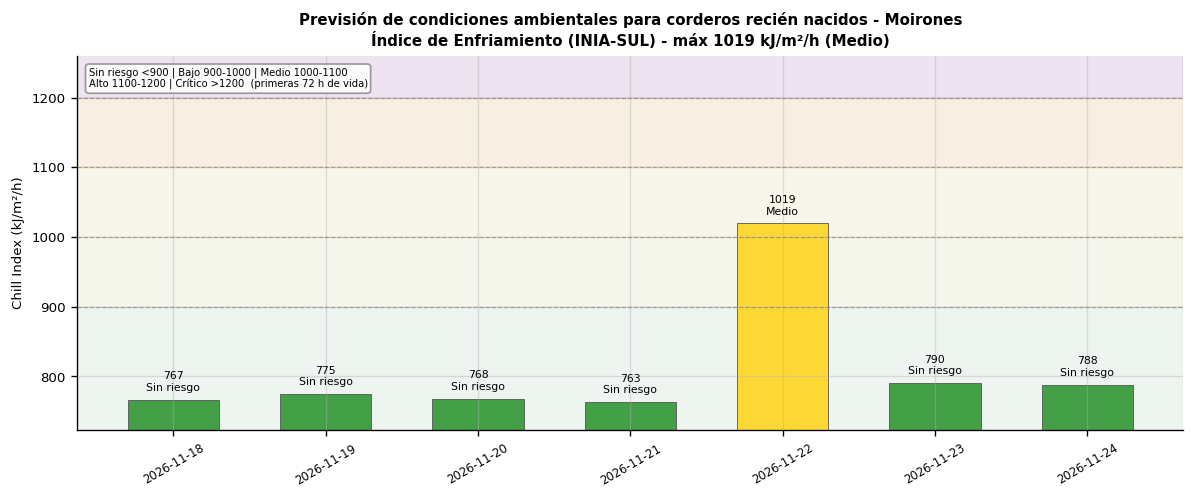 Previsión de condiciones ambientales para corderos recién nacidos - Moirones
Índice de Enfriamiento (INIA-SUL) - máx 1019 kJ/m²/h (Medio)
Sin riesgo <900 | Bajo 900-1000 | Medio 1000-1100
Alto 1100-1200 | Crítico >1200  (primeras 72 h de vida)
Chill Index (kJ/m²/h)
1200
1100
1000
900
800
767
Sin riesgo
775
Sin riesgo
768
Sin riesgo
763
Sin riesgo
1019
Medio
790
Sin riesgo
788
Sin riesgo
2026-11-18
2026-11-19
2026-11-20
2026-11-21
2026-11-22
2026-11-23
2026-11-24